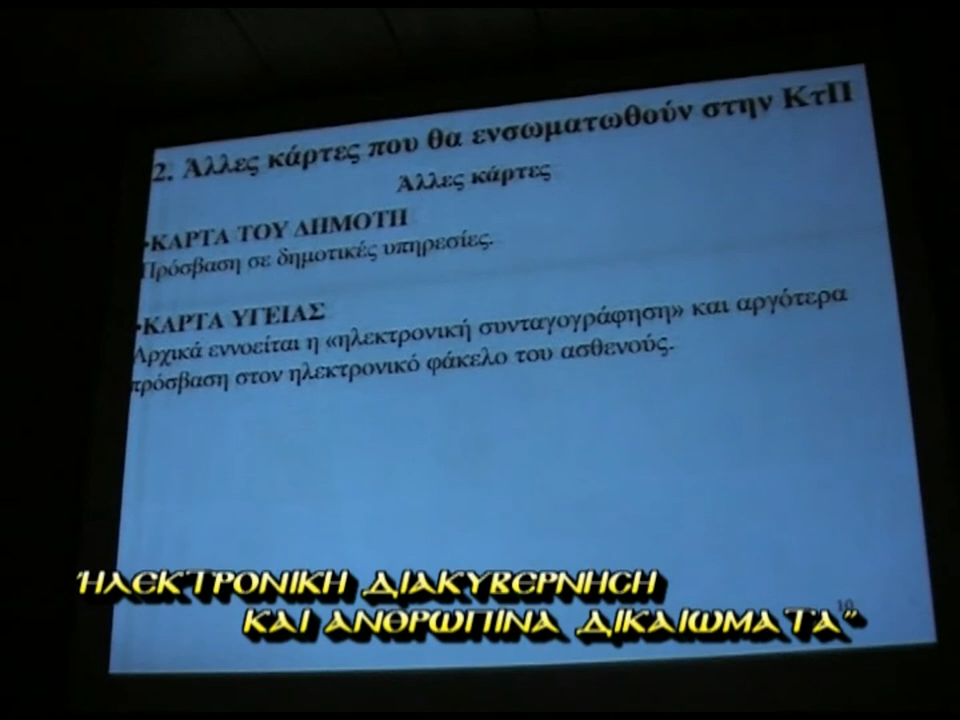 2. Άλλες κάρτες που θα ενσωματωθούν στην ΚτΠ
Άλλες κάρτες
•ΚΑΡΤΑ ΤΟΥ ΔΗΜΟΤΗ
Πρόσβαση σε δημοτικές υπηρεσίες.
•ΚΑΡΤΑ ΥΓΕΙΑΣ
Αρχικά εννοείται η «ηλεκτρονική συνταγογράφηση» και αργότερα
πρόσβαση στον ηλεκτρονικό φάκελο του ασθενούς.
"ΗΛΕΚΤΡΟΝΙΚΗ ΔΙΑΚΥΒΕΡΝΗСΗ
ΚΑΙ ΑΝΘΡΩΠΙΝΑ ΔΙΚΑΙΩΜΑΤΑ"
10